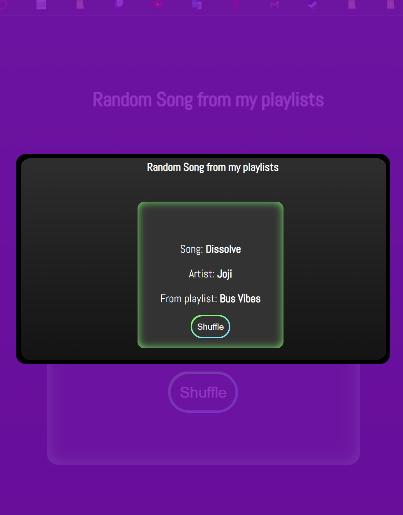 Random Song from my playlists
Random Song from my playlists
Song: Dissolve
Artist: Joji
From playlist: Bus Vibes
Shuffle
Shuffle